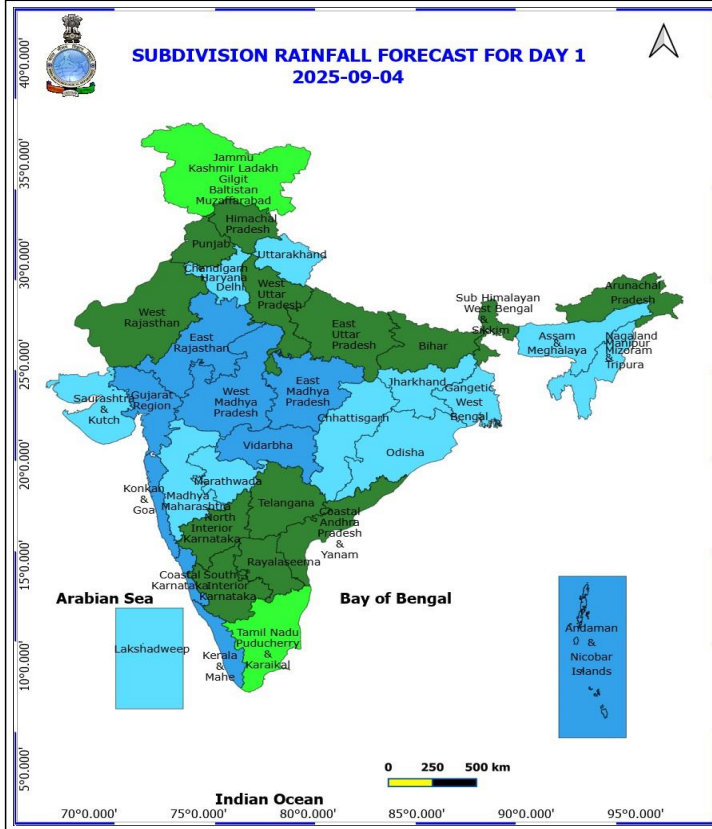 SUBDIVISION RAINFALL FORECAST FOR DAY 1
2025-09-04
40°0.000'
35°0.000'
30°0.000'
25°0.000'
20°0.000'
15°0.000'
10°0.000'
5°0.000'
Jammu
Kashmir Ladakh
Gilgit
Baltistan
Muzaffarabad
Himachal
Pradesh
Punjab
Uttarakhand
Chandigarh
Haryana
Delhi
West
Uttar
Pradesh
West
Rajasthan
East
Rajasthan
East
Uttar
Pradesh
Bihar
Sub Himalayan
West Bengal
&
Sikkim
Arunachal
Pradesh
Assam
&
Meghalaya
Nagaland
Manipur
Mizoram
&
Tripura
Saurashtra
&
Kutch
Gujarat
Region
West
Madhya
Pradesh
East
Madhya
Pradesh
Jharkhand
Gangetic
West
Bengal
Chhattisgarh
Odisha
Vidarbha
Konkan
&
Goa
Madhya
Maharashtra
Marathwada
North
Interior
Karnataka
Telangana
Coastal
Andhra
Pradesh
&
Yanam
Rayalaseema
Coastal
Karnataka
South
Interior
Karnataka
Arabian Sea
Bay of Bengal
Lakshadweep
Kerala
&
Mahe
Tamil Nadu
Puducherry
&
Karaikal
Andaman
&
Nicobar
Islands
0 250 500 km
Indian Ocean
70°0.000' 75°0.000' 80°0.000' 85°0.000' 90°0.000' 95°0.000'